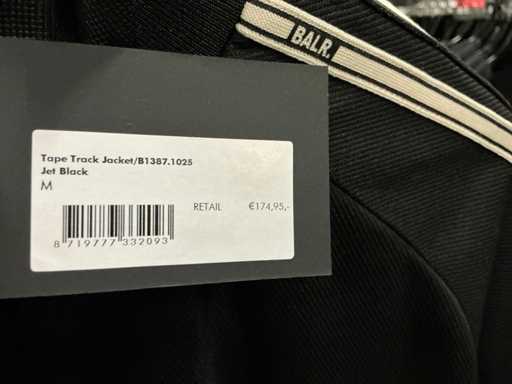 BALR.
Tape Track Jacket/B1387.1025
Jet Black
M
RETAIL €174,95,-
8 719777 332093